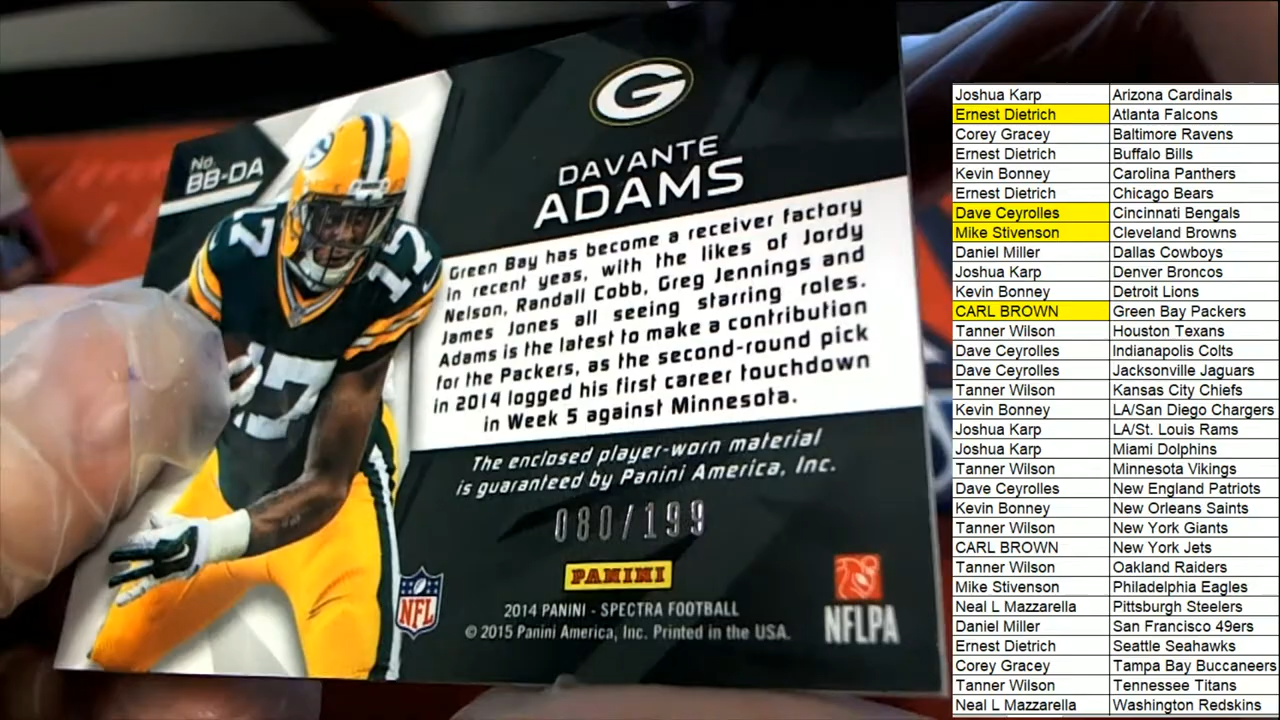 No.
BB-DA
17
17
17
G
DAVANTE
ADAMS
Green Bay has become a receiver factory
in recent yeas, with the likes of Jordy
Nelson, Randall Cobb, Greg Jennings and
James Jones all seeing starring roles.
Adams is the latest to make a contribution
for the Packers, as the second-round pick
in 2014 logged his first career touchdown
in Week 5 against Minnesota.
The enclosed player-worn material
is guaranteed by Panini America, Inc.
080/199
PANINI
NFL
2014 PANINI - SPECTRA FOOTBALL
© 2015 Panini America, Inc. Printed in the USA.
NFLPA
Joshua Karp Arizona Cardinals
Ernest Dietrich Atlanta Falcons
Corey Gracey Baltimore Ravens
Ernest Dietrich Buffalo Bills
Kevin Bonney Carolina Panthers
Ernest Dietrich Chicago Bears
Dave Ceyrolles Cincinnati Bengals
Mike Stivenson Cleveland Browns
Daniel Miller Dallas Cowboys
Joshua Karp Denver Broncos
Kevin Bonney Detroit Lions
CARL BROWN Green Bay Packers
Tanner Wilson Houston Texans
Dave Ceyrolles Indianapolis Colts
Dave Ceyrolles Jacksonville Jaguars
Tanner Wilson Kansas City Chiefs
Kevin Bonney LA/San Diego Chargers
Joshua Karp LA/St. Louis Rams
Joshua Karp Miami Dolphins
Tanner Wilson Minnesota Vikings
Dave Ceyrolles New England Patriots
Kevin Bonney New Orleans Saints
Tanner Wilson New York Giants
CARL BROWN New York Jets
Tanner Wilson Oakland Raiders
Mike Stivenson Philadelphia Eagles
Neal L Mazzarella Pittsburgh Steelers
Daniel Miller San Francisco 49ers
Ernest Dietrich Seattle Seahawks
Corey Gracey Tampa Bay Buccaneers
Tanner Wilson Tennessee Titans
Neal L Mazzarella Washington Redskins